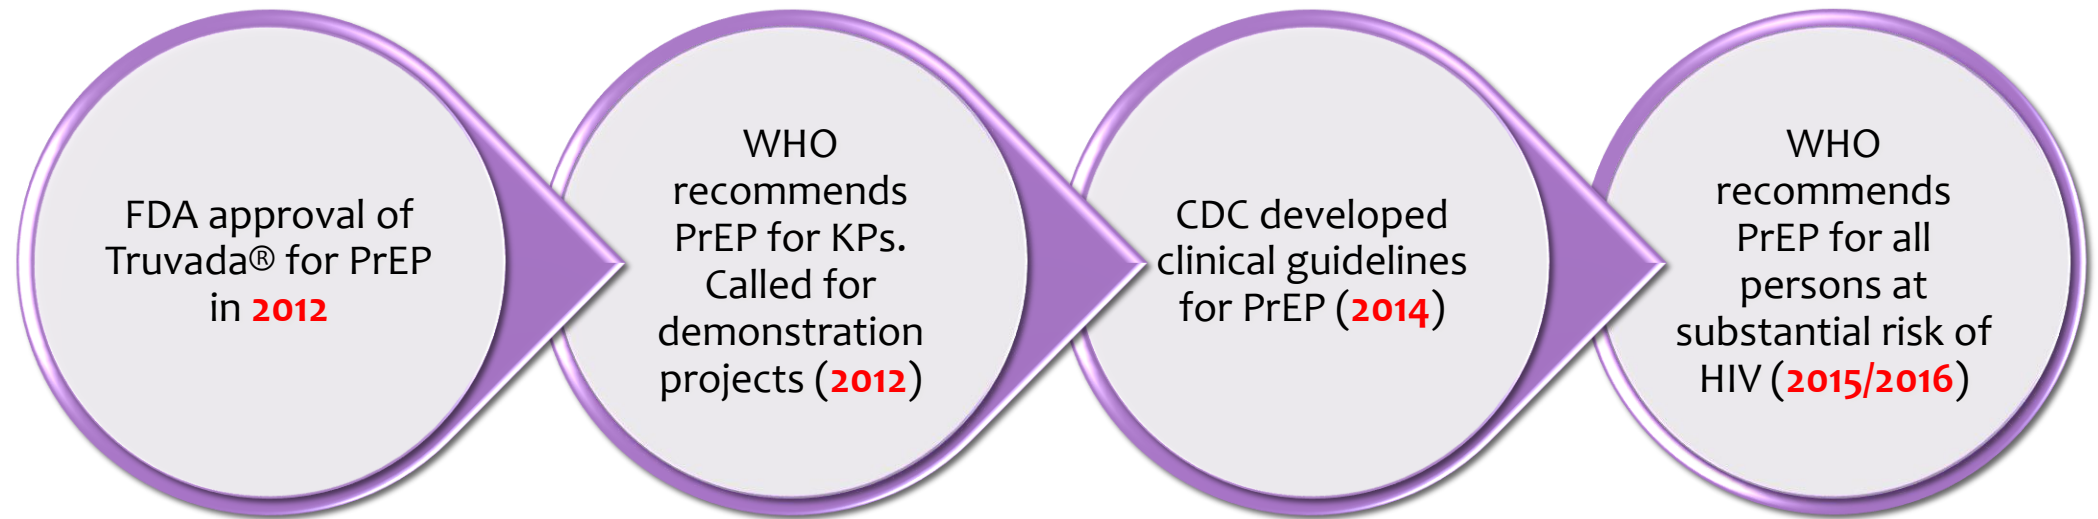 FDA approval of
Truvada® for PrEP
in 2012
WHO
recommends
PrEP for KPs.
Called for
demonstration
projects (2012)
CDC developed
clinical guidelines
for PrEP (2014)
WHO
recommends
PrEP for all
persons at
substantial risk of
HIV (2015/2016)